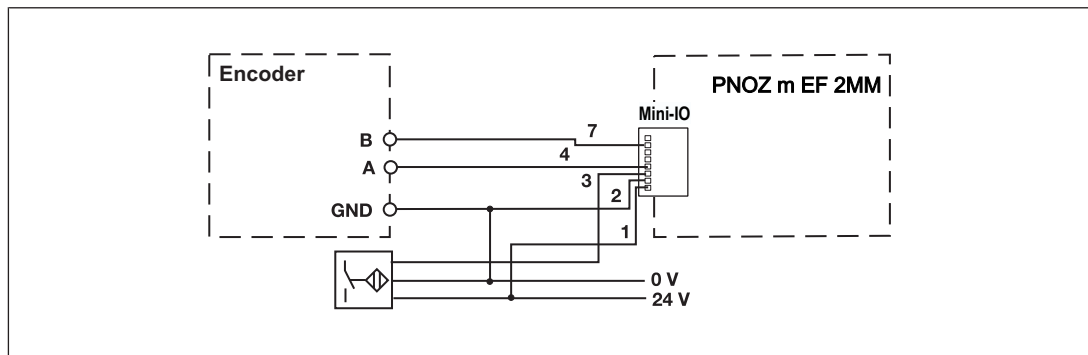 Encoder
PNOZ m EF 2MM
Mini-IO
B
7
A
4
3
GND
2
1
0 V
24 V